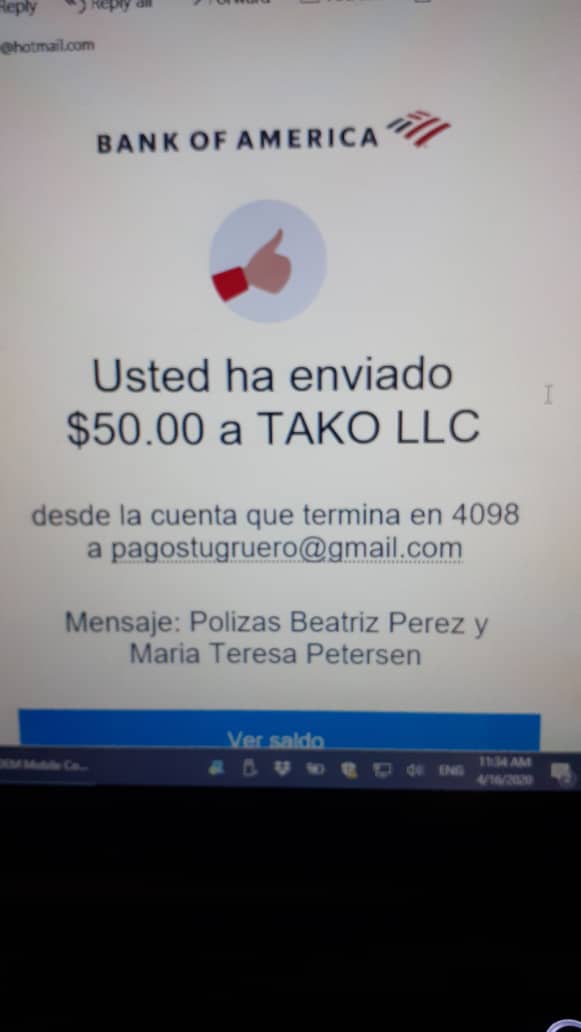 Reply Reply all Forward
@hotmail.com
BANK OF AMERICA
Usted ha enviado
$50.00 a TAKO LLC
desde la cuenta que termina en 4098
a pagostugruero@gmail.com
Mensaje: Polizas Beatriz Perez y
Maria Teresa Petersen
Ver saldo
Mobile Co...
ENG
11:34 AM
4/16/2020